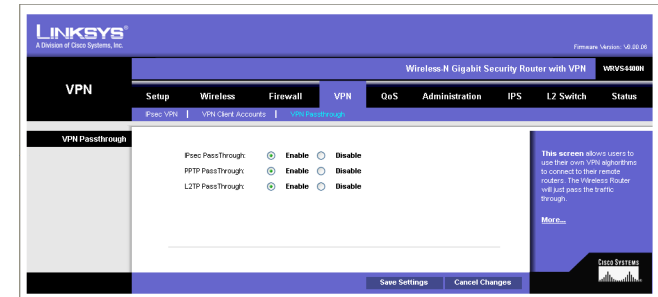 LINKSYS®
A Division of Cisco Systems, Inc.
Firmware Version: V0.00.06
Wireless-N Gigabit Security Router with VPN WRVS4400N
VPN
Setup Wireless Firewall VPN QoS Administration IPS L2 Switch Status
IPsec VPN | VPN Client Accounts | VPN Passthrough
VPN Passthrough
IPsec PassThrough: Enable Disable
PPTP PassThrough: Enable Disable
L2TP PassThrough: Enable Disable
This screen allows users to
use their own VPN alghorithms
to connect to their remote
routers. The Wireless Router
will just pass the traffic
through.
More...
Save Settings Cancel Changes
CISCO SYSTEMS